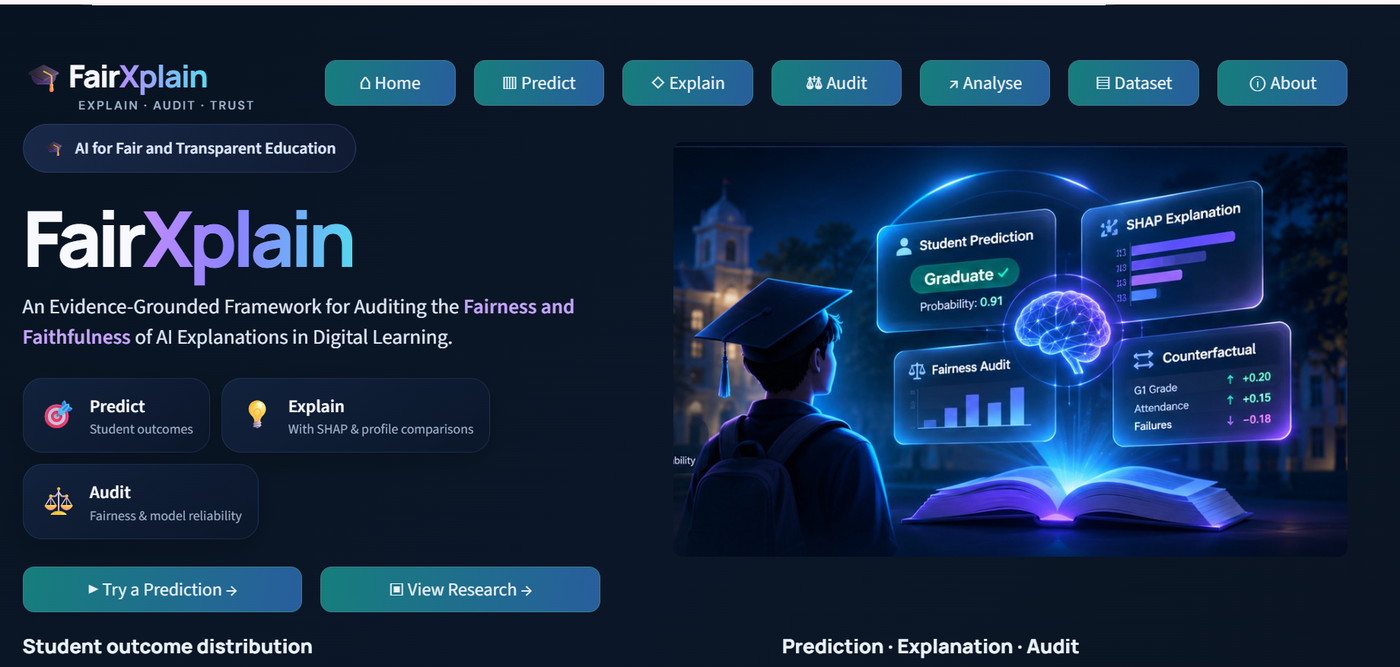 FairXplain
EXPLAIN · AUDIT · TRUST
Home
Predict
Explain
Audit
Analyse
Dataset
About
AI for Fair and Transparent Education
FairXplain
An Evidence-Grounded Framework for Auditing the Fairness and
Faithfulness of AI Explanations in Digital Learning.
Predict
Student outcomes
Explain
With SHAP & profile comparisons
Audit
Fairness & model reliability
Try a Prediction →
View Research →
Student Prediction
Graduate ✓
Probability: 0.91
SHAP Explanation
Fairness Audit
Counterfactual
G1 Grade ↑ +0.20
Attendance ↑ +0.15
Failures ↓ −0.18
bility
Student outcome distribution
Prediction · Explanation · Audit